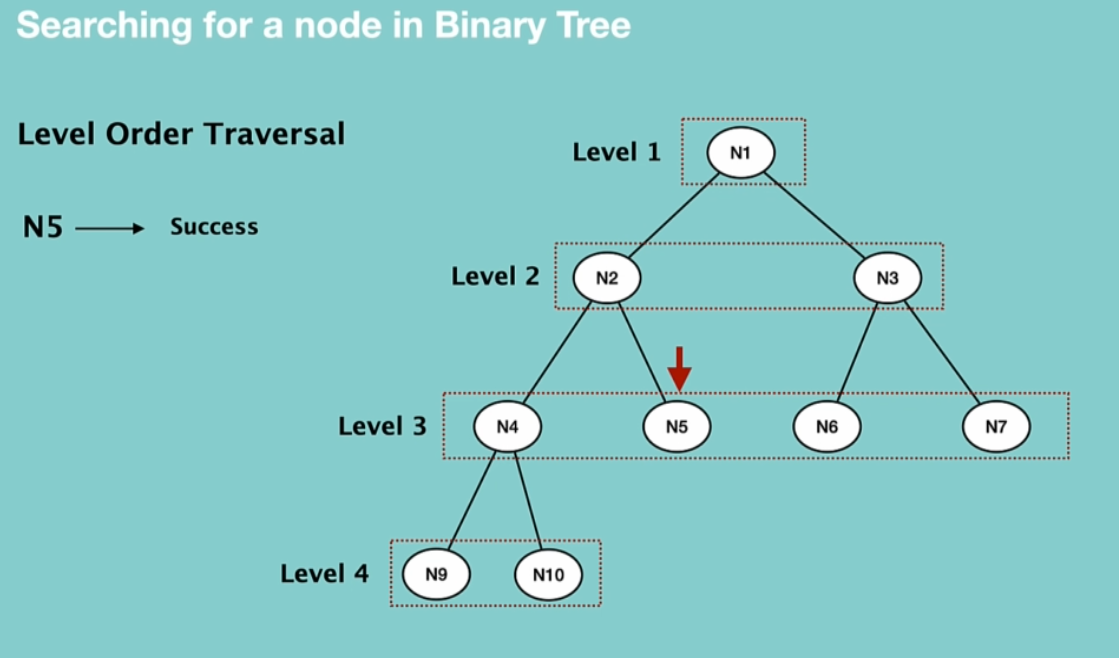 Searching for a node in Binary Tree
Level Order Traversal
Level 1
N1
N5
Success
Level 2
N2
N3
Level 3
N4
N5
N6
N7
Level 4
N9
N10